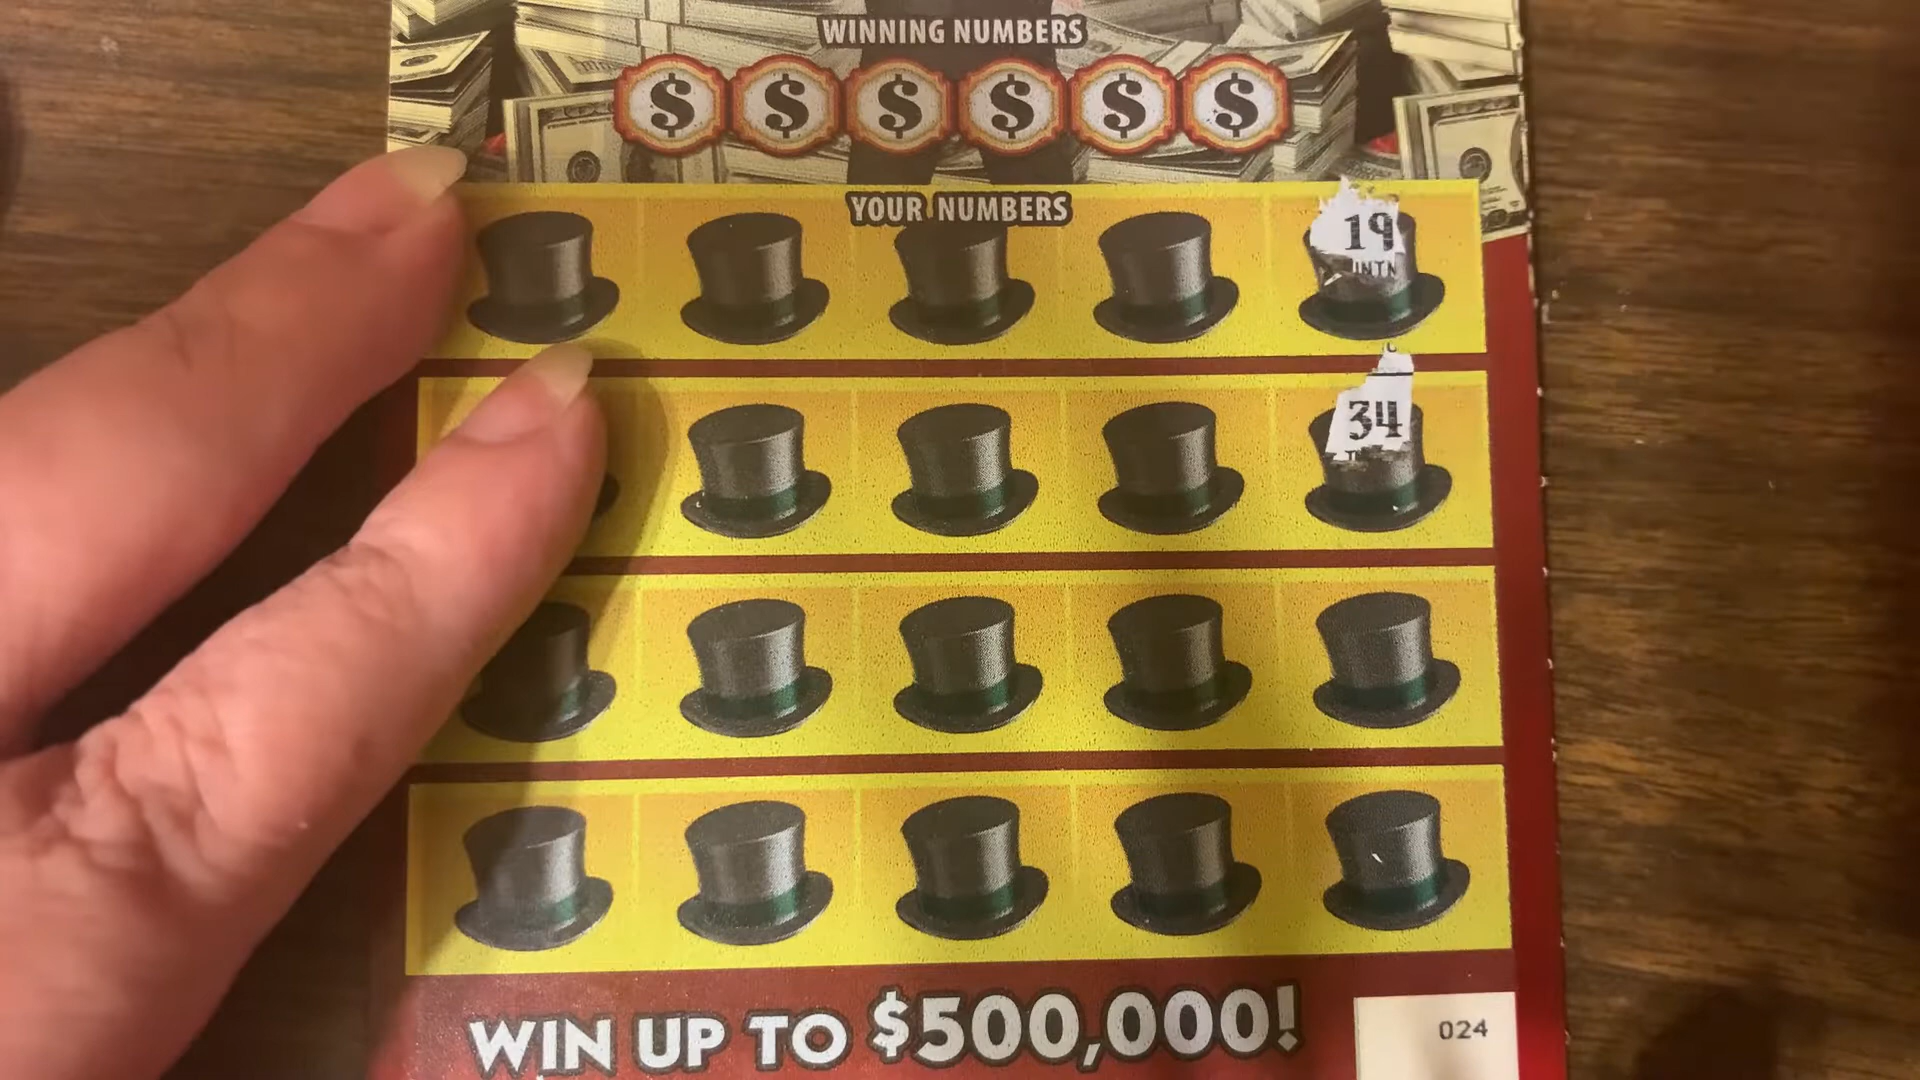 WINNING NUMBERS
$ $ $ $ $ $
YOUR NUMBERS
19
34
WIN UP TO $500,000!
024